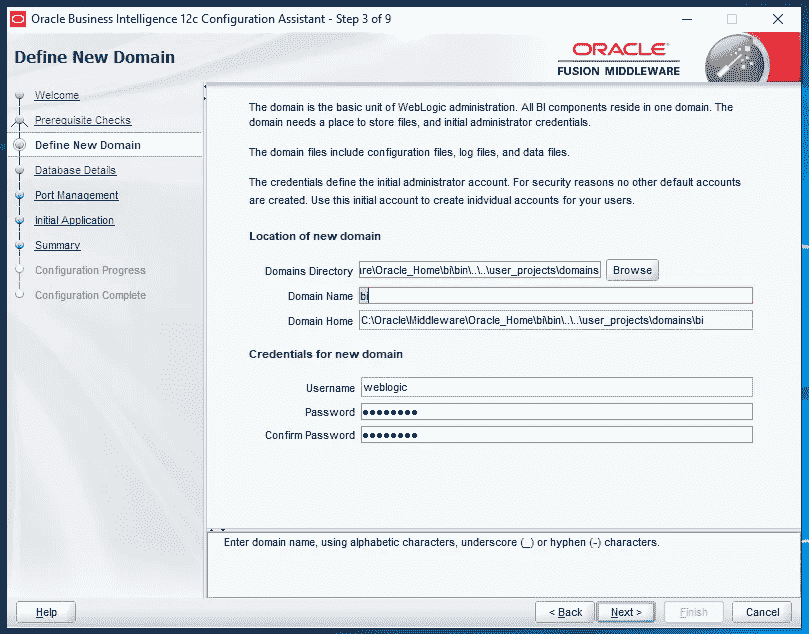 Oracle Business Intelligence 12c Configuration Assistant - Step 3 of 9
Define New Domain
ORACLE
FUSION MIDDLEWARE
Welcome
Prerequisite Checks
Define New Domain
Database Details
Port Management
Initial Application
Summary
Configuration Progress
Configuration Complete
The domain is the basic unit of WebLogic administration. All BI components reside in one domain. The
domain needs a place to store files, and initial administrator credentials.
The domain files include configuration files, log files, and data files.
The credentials define the initial administrator account. For security reasons no other default accounts
are created. Use this initial account to create inidvidual accounts for your users.
Location of new domain
Domains Directory are\Oracle_Home\bi\bin\..\..\user_projects\domains Browse
Domain Name bi
Domain Home C:\Oracle\Middleware\Oracle_Home\bi\bin\..\..\user_projects\domains\bi
Credentials for new domain
Username weblogic
Password ●●●●●●●●
Confirm Password ●●●●●●●●
Enter domain name, using alphabetic characters, underscore (_) or hyphen (-) characters.
Help < Back Next > Finish Cancel